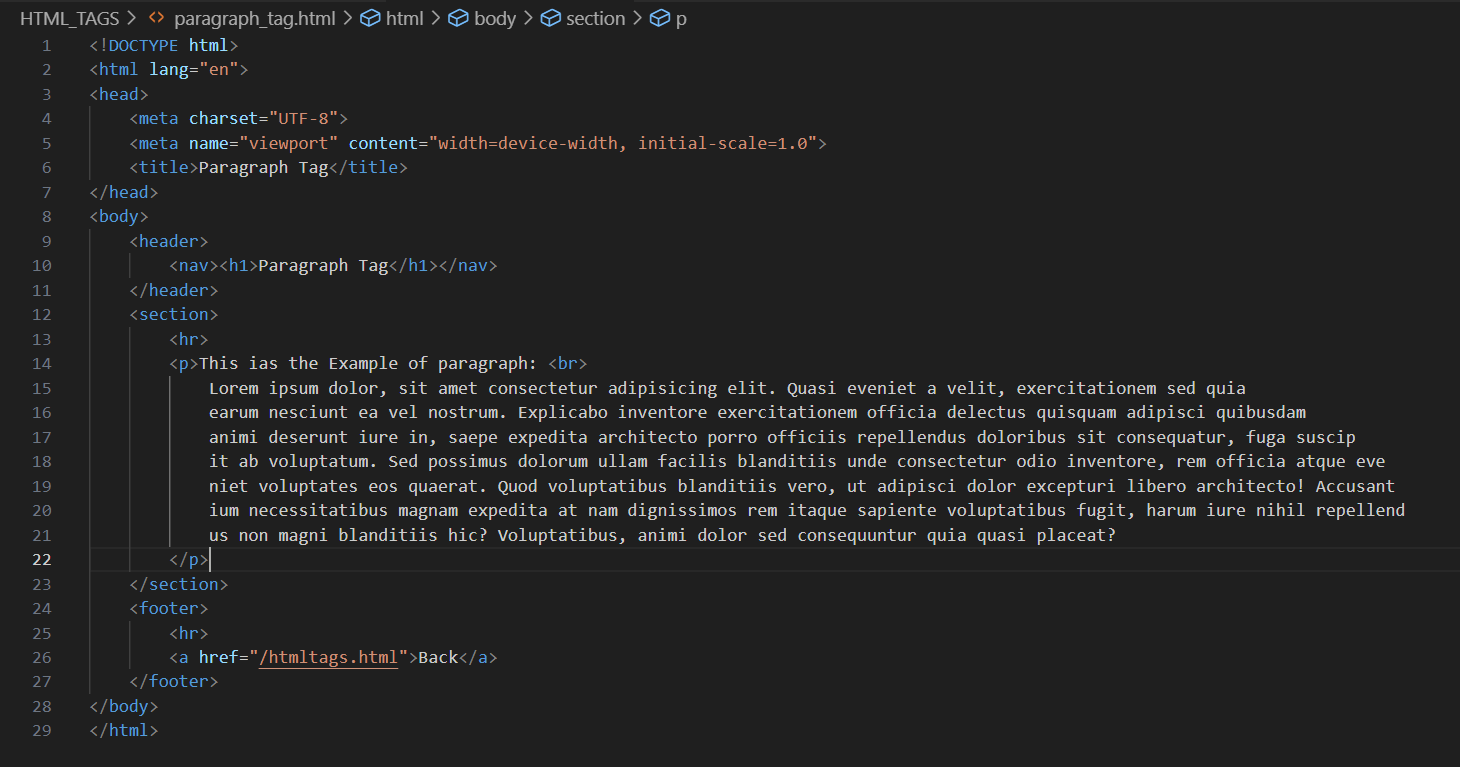 HTML_TAGS > <> paragraph_tag.html > html > body > section > p
1 <!DOCTYPE html>
2 <html lang="en">
3 <head>
4     <meta charset="UTF-8">
5     <meta name="viewport" content="width=device-width, initial-scale=1.0">
6     <title>Paragraph Tag</title>
7 </head>
8 <body>
9     <header>
10         <nav><h1>Paragraph Tag</h1></nav>
11     </header>
12     <section>
13         <hr>
14         <p>This ias the Example of paragraph: <br>
15             Lorem ipsum dolor, sit amet consectetur adipisicing elit. Quasi eveniet a velit, exercitationem sed quia
16             earum nesciunt ea vel nostrum. Explicabo inventore exercitationem officia delectus quisquam adipisci quibusdam
17             animi deserunt iure in, saepe expedita architecto porro officiis repellendus doloribus sit consequatur, fuga suscip
18             it ab voluptatum. Sed possimus dolorum ullam facilis blanditiis unde consectetur odio inventore, rem officia atque eve
19             niet voluptates eos quaerat. Quod voluptatibus blanditiis vero, ut adipisci dolor excepturi libero architecto! Accusant
20             ium necessitatibus magnam expedita at nam dignissimos rem itaque sapiente voluptatibus fugit, harum iure nihil repellend
21             us non magni blanditiis hic? Voluptatibus, animi dolor sed consequuntur quia quasi placeat?
22         </p>
23     </section>
24     <footer>
25         <hr>
26         <a href="/htmltags.html">Back</a>
27     </footer>
28 </body>
29 </html>